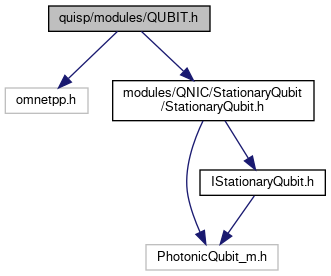 quisp/modules/QUBIT.h
omnetpp.h
modules/QNIC/StationaryQubit
/StationaryQubit.h
IStationaryQubit.h
PhotonicQubit_m.h